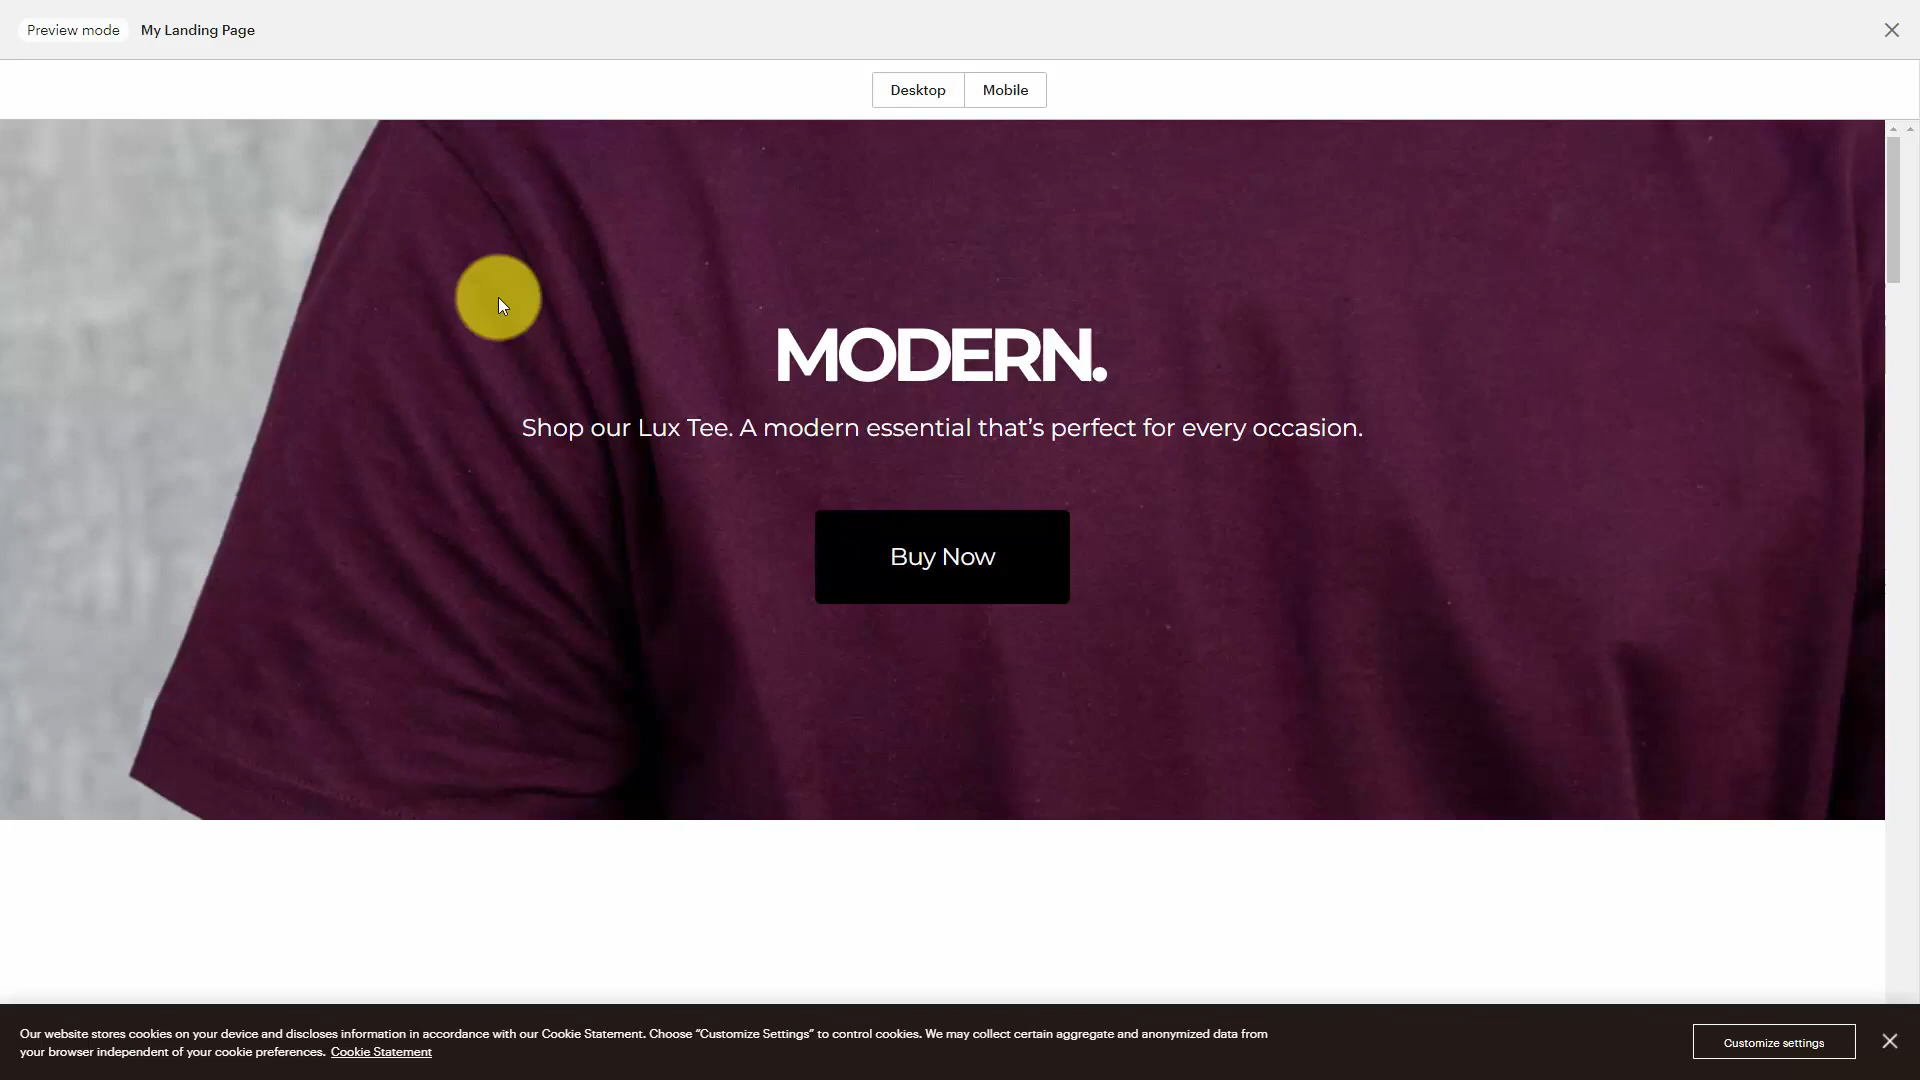 Preview mode My Landing Page
Desktop Mobile
MODERN.
Shop our Lux Tee. A modern essential that’s perfect for every occasion.
Buy Now
Our website stores cookies on your device and discloses information in accordance with our Cookie Statement. Choose “Customize Settings” to control cookies. We may collect certain aggregate and anonymized data from
your browser independent of your cookie preferences. Cookie Statement
Customize settings